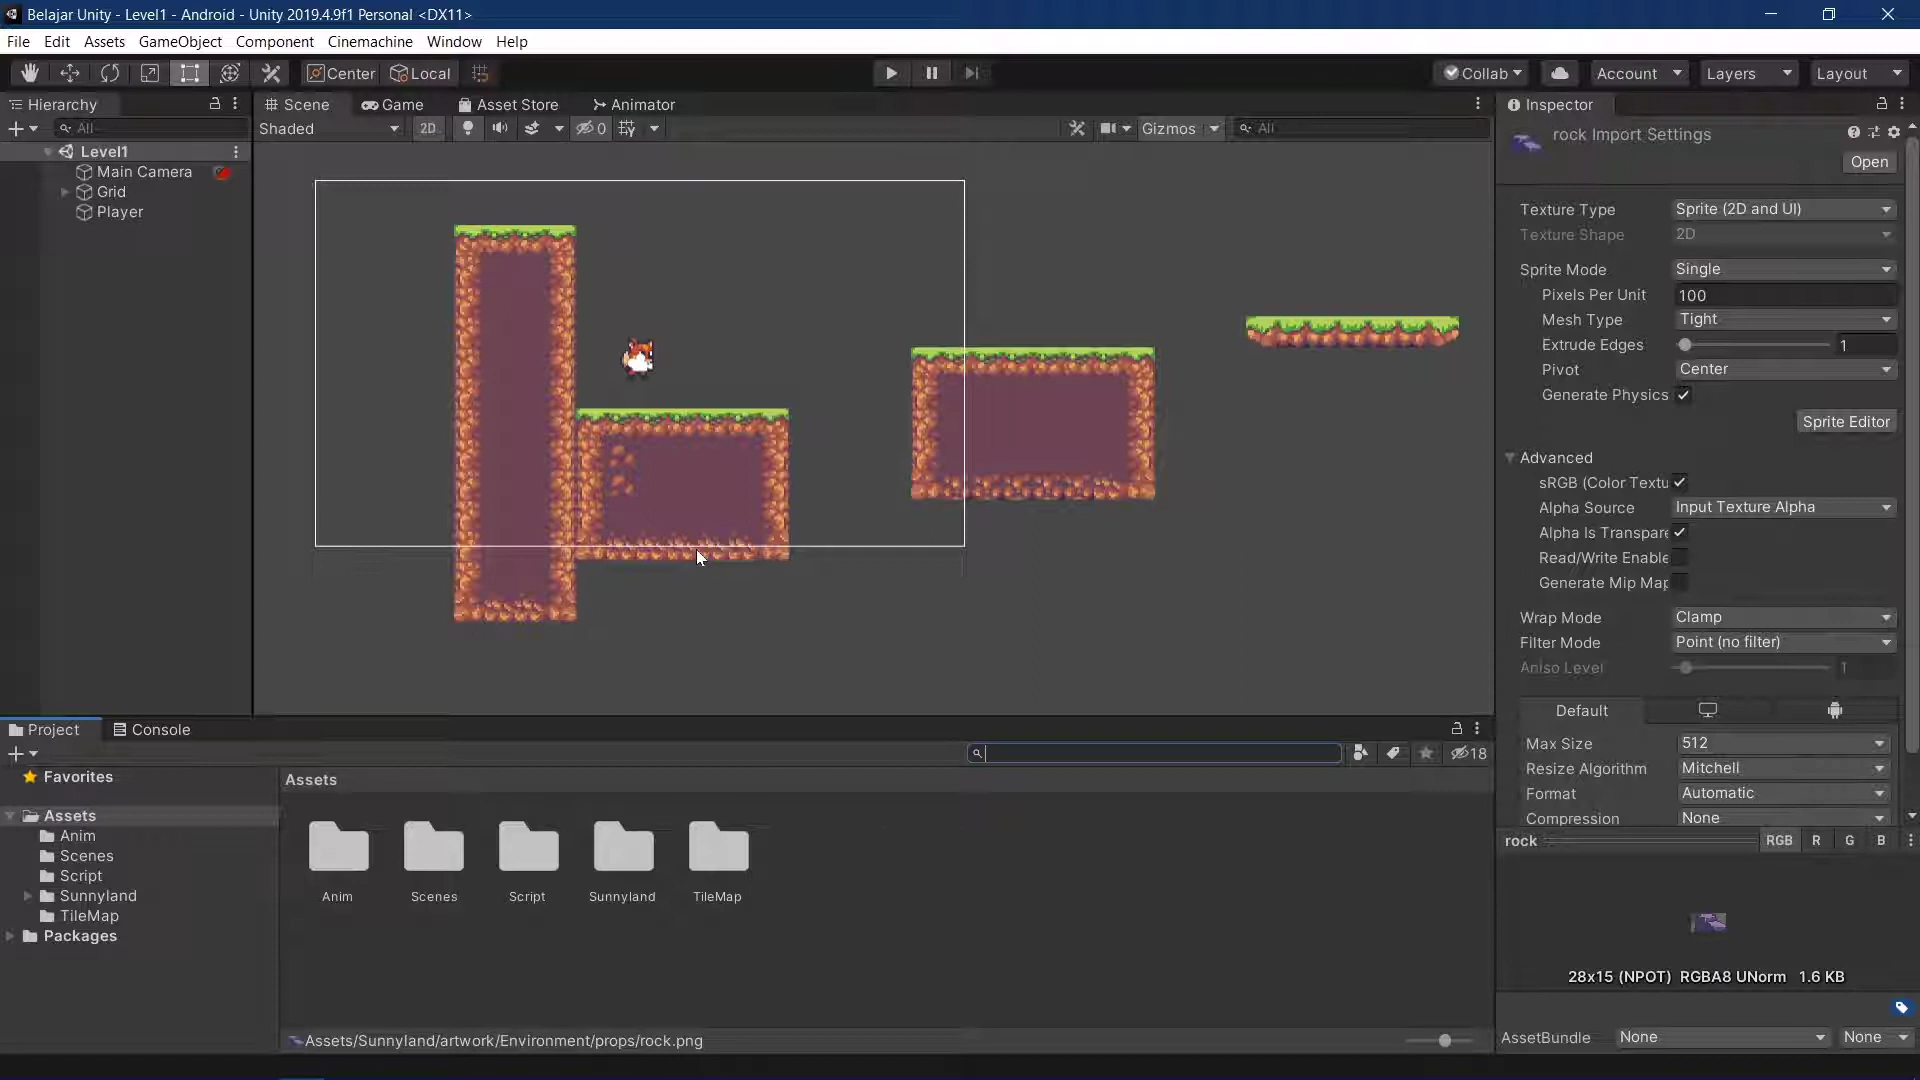 Belajar Unity - Level1 - Android - Unity 2019.4.9f1 Personal <DX11>
File Edit Assets GameObject Component Cinemachine Window Help
Center Local Collab Account Layers Layout
Hierarchy
All
Level1
Main Camera
Grid
Player
Scene Game Asset Store Animator
Shaded 2D 0 Gizmos All
Inspector
rock Import Settings
Open
Texture Type Sprite (2D and UI)
Texture Shape 2D
Sprite Mode Single
Pixels Per Unit 100
Mesh Type Tight
Extrude Edges 1
Pivot Center
Generate Physics
Sprite Editor
Advanced
sRGB (Color Textu
Alpha Source Input Texture Alpha
Alpha Is Transpare
Read/Write Enable
Generate Mip Map
Wrap Mode Clamp
Filter Mode Point (no filter)
Aniso Level 1
Default
Max Size 512
Resize Algorithm Mitchell
Format Automatic
Compression None
rock RGB R G B
28x15 (NPOT) RGBA8 UNorm 1.6 KB
AssetBundle None None
Project Console
18
Favorites
Assets
Anim
Scenes
Script
Sunnyland
TileMap
Packages
Assets
Anim Scenes Script Sunnyland TileMap
Assets/Sunnyland/artwork/Environment/props/rock.png